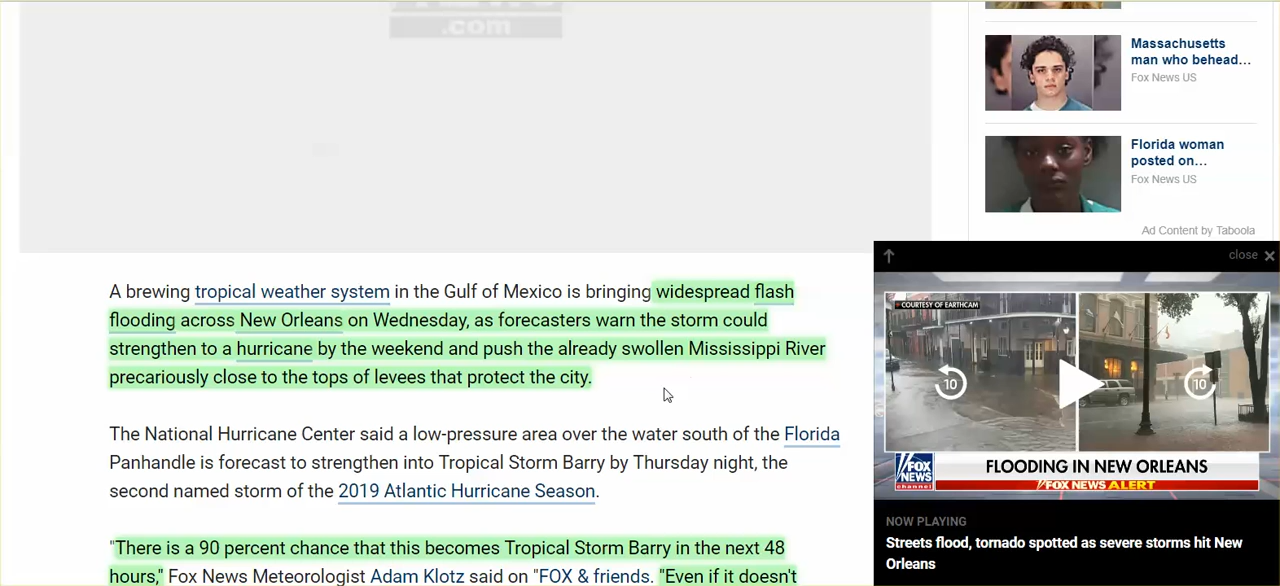 .com
A brewing tropical weather system in the Gulf of Mexico is bringing widespread flash
flooding across New Orleans on Wednesday, as forecasters warn the storm could
strengthen to a hurricane by the weekend and push the already swollen Mississippi River
precariously close to the tops of levees that protect the city.
The National Hurricane Center said a low-pressure area over the water south of the Florida
Panhandle is forecast to strengthen into Tropical Storm Barry by Thursday night, the
second named storm of the 2019 Atlantic Hurricane Season.
"There is a 90 percent chance that this becomes Tropical Storm Barry in the next 48
hours," Fox News Meteorologist Adam Klotz said on "FOX & friends. "Even if it doesn't
Massachusetts
man who behead...
Fox News US
Florida woman
posted on...
Fox News US
Ad Content by Taboola
close
COURTESY OF EARTHCAM
10
10
FOX
NEWS
channel
FLOODING IN NEW ORLEANS
FOX NEWS ALERT
NOW PLAYING
Streets flood, tornado spotted as severe storms hit New
Orleans